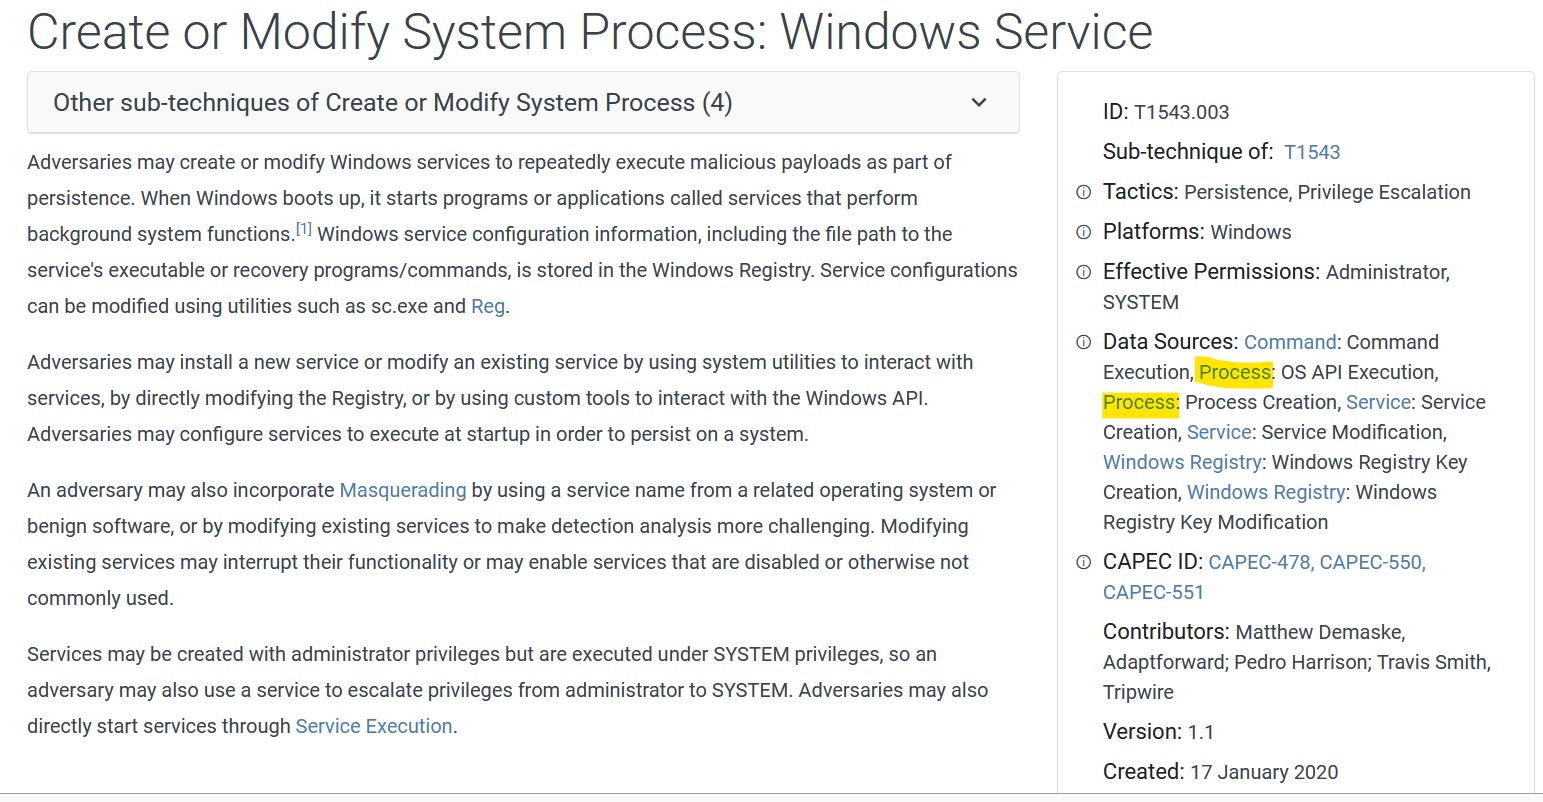 Create or Modify System Process: Windows Service
Other sub-techniques of Create or Modify System Process (4)
Adversaries may create or modify Windows services to repeatedly execute malicious payloads as part of
persistence. When Windows boots up, it starts programs or applications called services that perform
background system functions.[1] Windows service configuration information, including the file path to the
service's executable or recovery programs/commands, is stored in the Windows Registry. Service configurations
can be modified using utilities such as sc.exe and Reg.
Adversaries may install a new service or modify an existing service by using system utilities to interact with
services, by directly modifying the Registry, or by using custom tools to interact with the Windows API.
Adversaries may configure services to execute at startup in order to persist on a system.
An adversary may also incorporate Masquerading by using a service name from a related operating system or
benign software, or by modifying existing services to make detection analysis more challenging. Modifying
existing services may interrupt their functionality or may enable services that are disabled or otherwise not
commonly used.
Services may be created with administrator privileges but are executed under SYSTEM privileges, so an
adversary may also use a service to escalate privileges from administrator to SYSTEM. Adversaries may also
directly start services through Service Execution.
ID: T1543.003
Sub-technique of: T1543
Tactics: Persistence, Privilege Escalation
Platforms: Windows
Effective Permissions: Administrator,
SYSTEM
Data Sources: Command: Command
Execution, Process: OS API Execution,
Process: Process Creation, Service: Service
Creation, Service: Service Modification,
Windows Registry: Windows Registry Key
Creation, Windows Registry: Windows
Registry Key Modification
CAPEC ID: CAPEC-478, CAPEC-550,
CAPEC-551
Contributors: Matthew Demaske,
Adaptforward; Pedro Harrison; Travis Smith,
Tripwire
Version: 1.1
Created: 17 January 2020